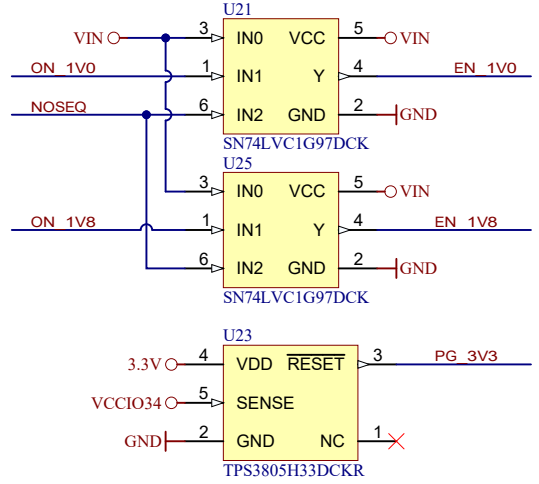 U21
VIN 3 IN0 VCC 5 VIN
ON_1V0 1 IN1 Y 4 EN_1V0
NOSEQ 6 IN2 GND 2 GND
SN74LVC1G97DCK
U25
3 IN0 VCC 5 VIN
ON_1V8 1 IN1 Y 4 EN_1V8
6 IN2 GND 2 GND
SN74LVC1G97DCK
U23
3.3V 4 VDD RESET 3 PG_3V3
VCCIO34 5 SENSE
GND 2 GND NC 1
TPS3805H33DCKR